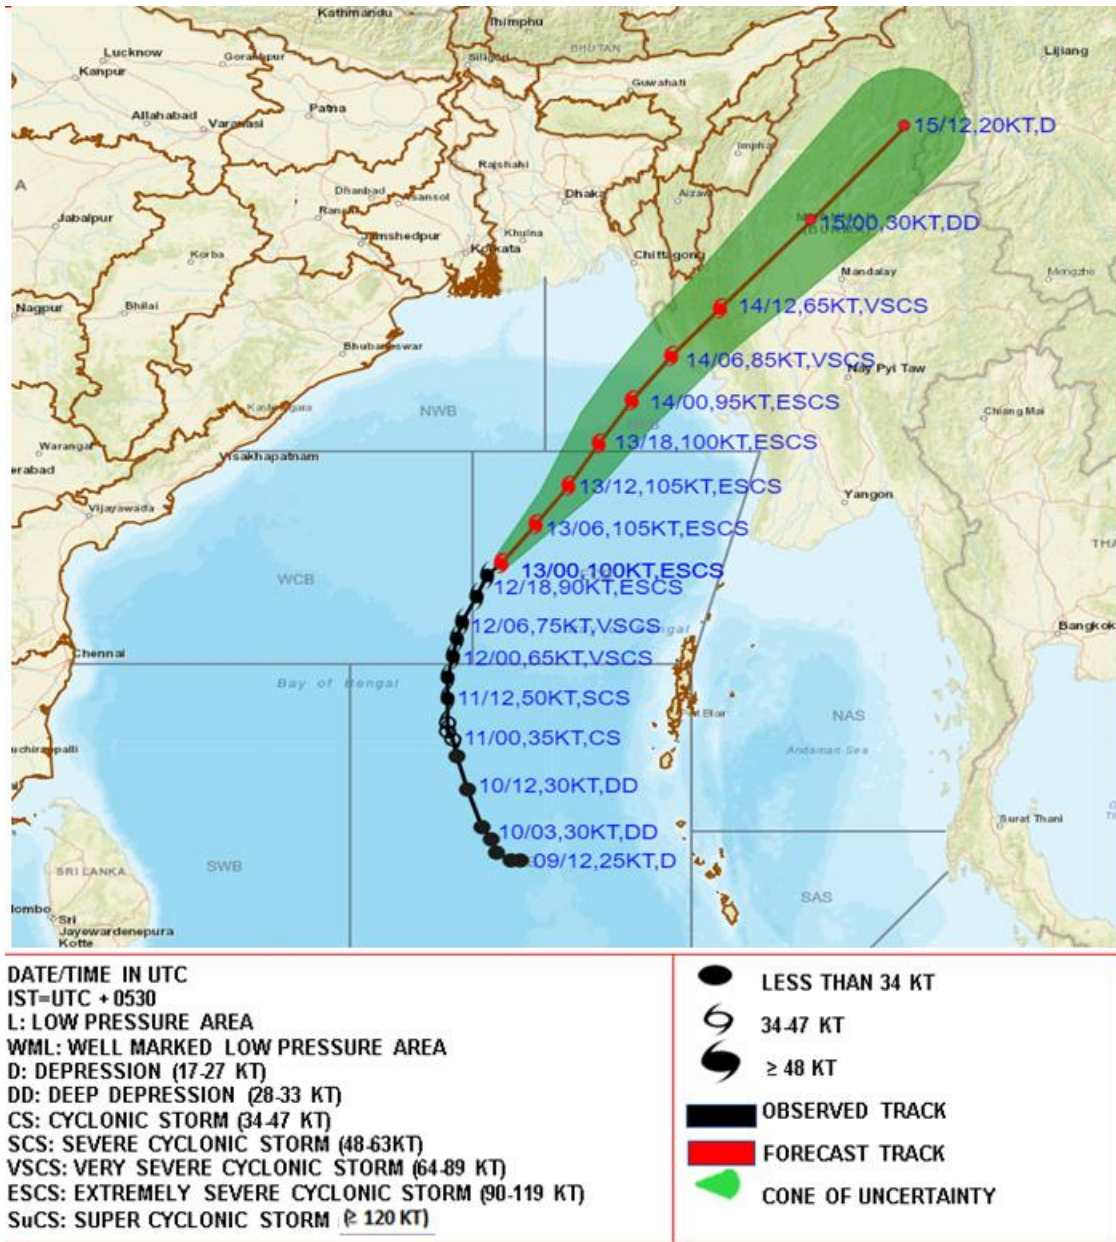 Kathmandu
Thimphu
Lucknow
Gorakhpur
Siliguri
BHUTAN
Lijiang
Kanpur
Guwahati
Allahabad
Varanasi
Patna
15/12,20KT,D
Imphal
Rajshahi
A
Dhanbad
Asansol
Dhaka
Aizawl
Ranchi
Jabalpur
Jamshedpur
Khulna
15/00,30KT,DD
Korba
Kolkata
Chittagong
Mandalay
Mengzhe
Nagpur
Bhilai
14/12,65KT,VSCS
Bhubaneswar
14/06,85KT,VSCS
Nay Pyi Taw
14/00,95KT,ESCS
NWB
Chiang Mai
Warangal
13/18,100KT,ESCS
erabad
Visakhapatnam
13/12,105KT,ESCS
Yangon
Vijayawada
13/06,105KT,ESCS
THA
WCB
13/00,100KT,ESCS
12/18,90KT,ESCS
12/06,75KT,VSCS
Bangkok
Chennai
12/00,65KT,VSCS
Bay of Bengal
11/12,50KT,SCS
Port Blair
NAS
11/00,35KT,CS
uchirappalli
Andaman Sea
10/12,30KT,DD
Surat Thani
10/03,30KT,DD
09/12,25KT,D
SWB
SRI LANKA
SAS
lombo
Sri
Jayewardenepura
Kotte
DATE/TIME IN UTC
IST=UTC + 0530
L: LOW PRESSURE AREA
WML: WELL MARKED LOW PRESSURE AREA
D: DEPRESSION (17-27 KT)
DD: DEEP DEPRESSION (28-33 KT)
CS: CYCLONIC STORM (34-47 KT)
SCS: SEVERE CYCLONIC STORM (48-63KT)
VSCS: VERY SEVERE CYCLONIC STORM (64-89 KT)
ESCS: EXTREMELY SEVERE CYCLONIC STORM (90-119 KT)
SuCS: SUPER CYCLONIC STORM (≥ 120 KT)
LESS THAN 34 KT
34-47 KT
≥ 48 KT
OBSERVED TRACK
FORECAST TRACK
CONE OF UNCERTAINTY